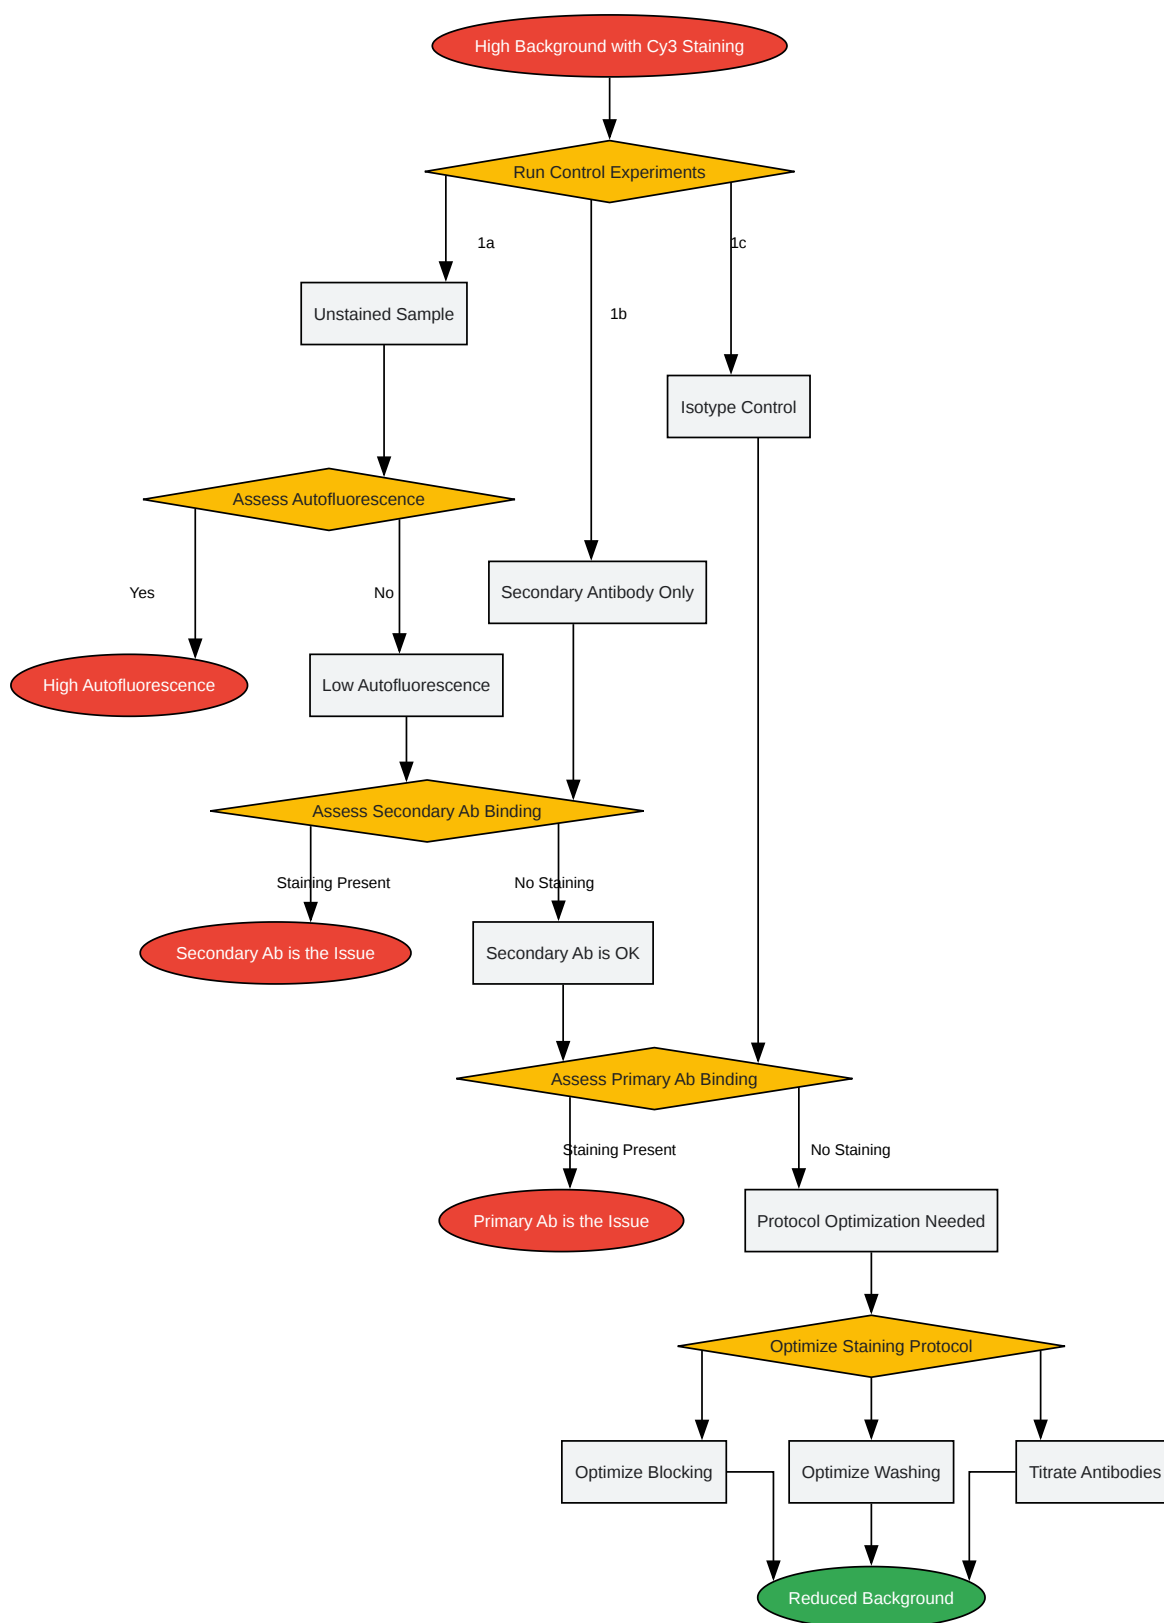 High Background with Cy3 Staining
Run Control Experiments
1a
1c
Unstained Sample
1b
Isotype Control
Assess Autofluorescence
Yes
No
Secondary Antibody Only
High Autofluorescence
Low Autofluorescence
Assess Secondary Ab Binding
Staining Present
No Staining
Secondary Ab is the Issue
Secondary Ab is OK
Assess Primary Ab Binding
Staining Present
No Staining
Primary Ab is the Issue
Protocol Optimization Needed
Optimize Staining Protocol
Optimize Blocking
Optimize Washing
Titrate Antibodies
Reduced Background